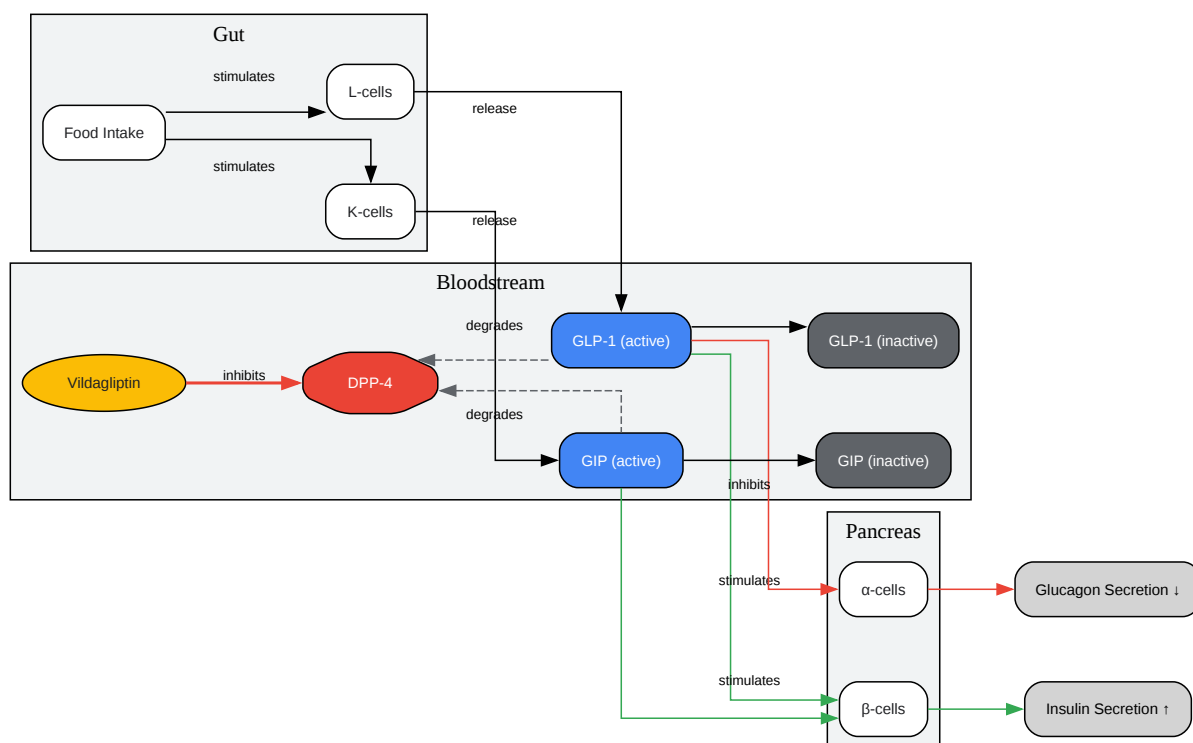 Gut
stimulates
L-cells
release
Food Intake
stimulates
K-cells
release
Bloodstream
degrades
GLP-1 (active)
GLP-1 (inactive)
Vildagliptin
inhibits
DPP-4
degrades
GIP (active)
GIP (inactive)
inhibits
Pancreas
stimulates
α-cells
Glucagon Secretion ↓
stimulates
β-cells
Insulin Secretion ↑